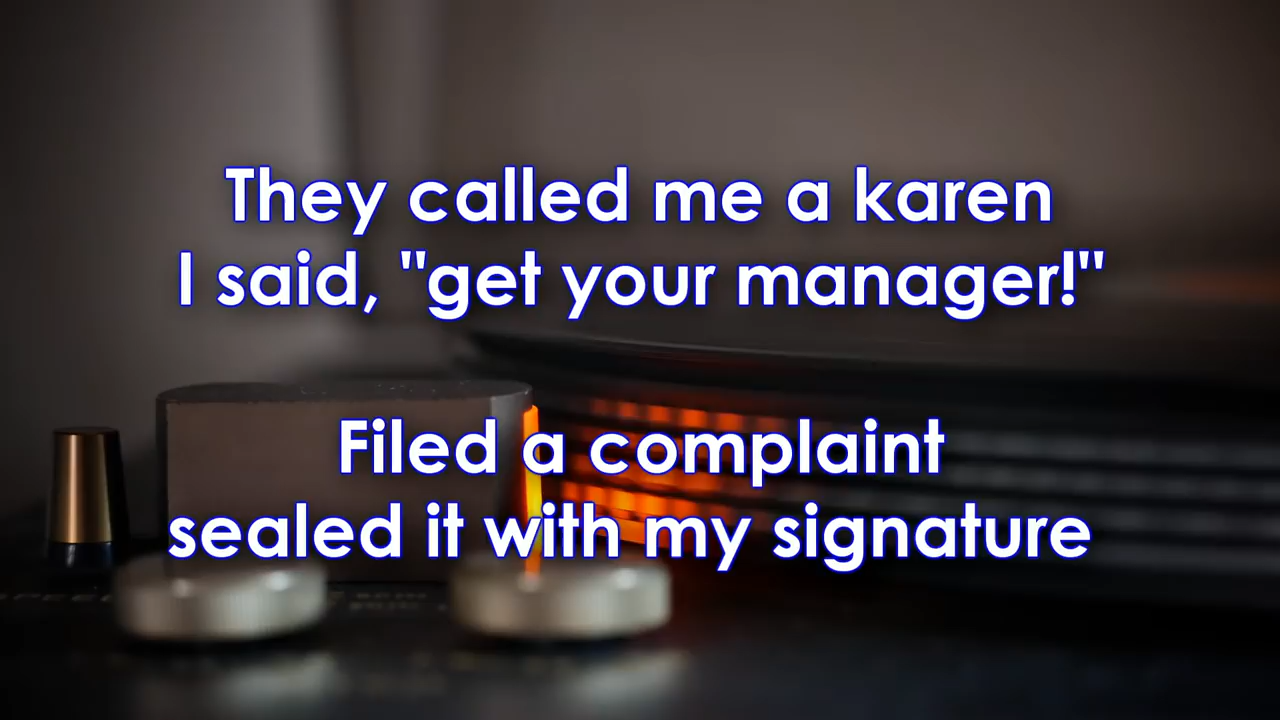 They called me a karen
I said, "get your manager!"
Filed a complaint
sealed it with my signature